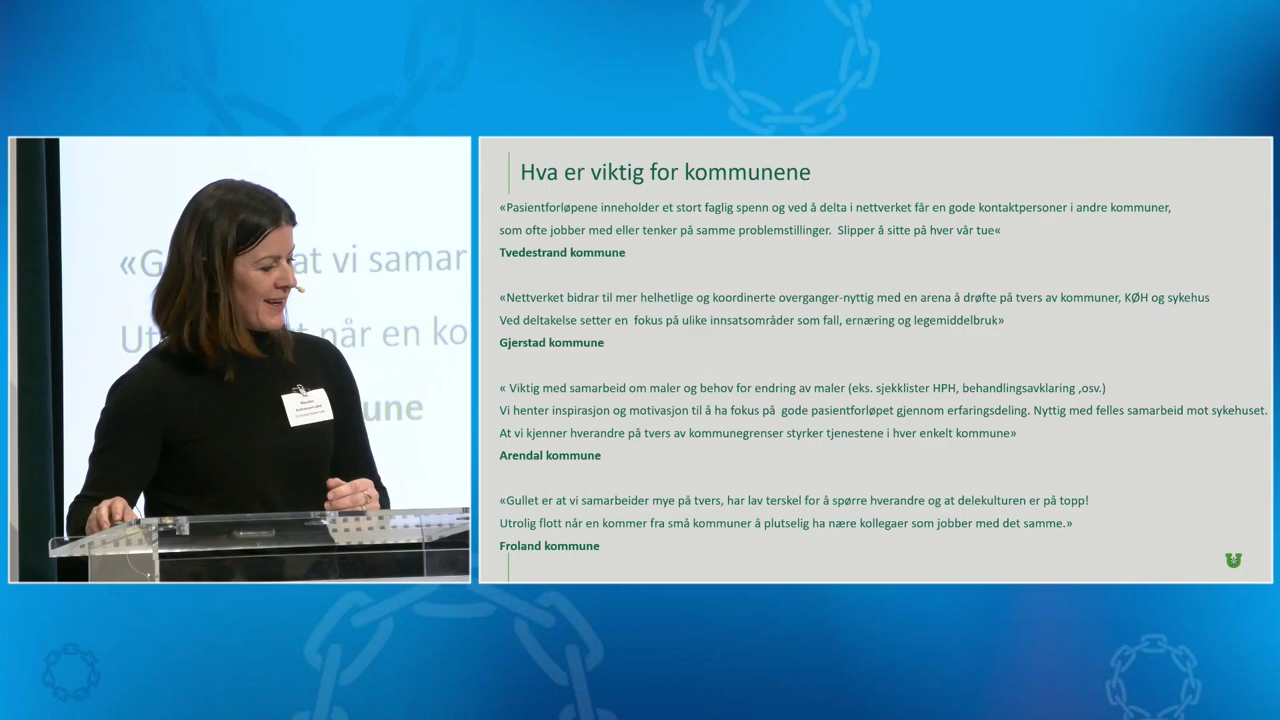 «G
at vi samar
Ut
når en ko
une
Hva er viktig for kommunene
«Pasientforløpene inneholder et stort faglig spenn og ved å delta i nettverket får en gode kontaktpersoner i andre kommuner,
som ofte jobber med eller tenker på samme problemstillinger.  Slipper å sitte på hver vår tue«
Tvedestrand kommune
«Nettverket bidrar til mer helhetlige og koordinerte overganger-nyttig med en arena å drøfte på tvers av kommuner, KØH og sykehus
Ved deltakelse setter en  fokus på ulike innsatsområder som fall, ernæring og legemiddelbruk»
Gjerstad kommune
« Viktig med samarbeid om maler og behov for endring av maler (eks. sjekklister HPH, behandlingsavklaring ,osv.)
Vi henter inspirasjon og motivasjon til å ha fokus på  gode pasientforløpet gjennom erfaringsdeling. Nyttig med felles samarbeid mot sykehuset.
At vi kjenner hverandre på tvers av kommunegrenser styrker tjenestene i hver enkelt kommune»
Arendal kommune
«Gullet er at vi samarbeider mye på tvers, har lav terskel for å spørre hverandre og at delekulturen er på topp!
Utrolig flott når en kommer fra små kommuner å plutselig ha nære kollegaer som jobber med det samme.»
Froland kommune